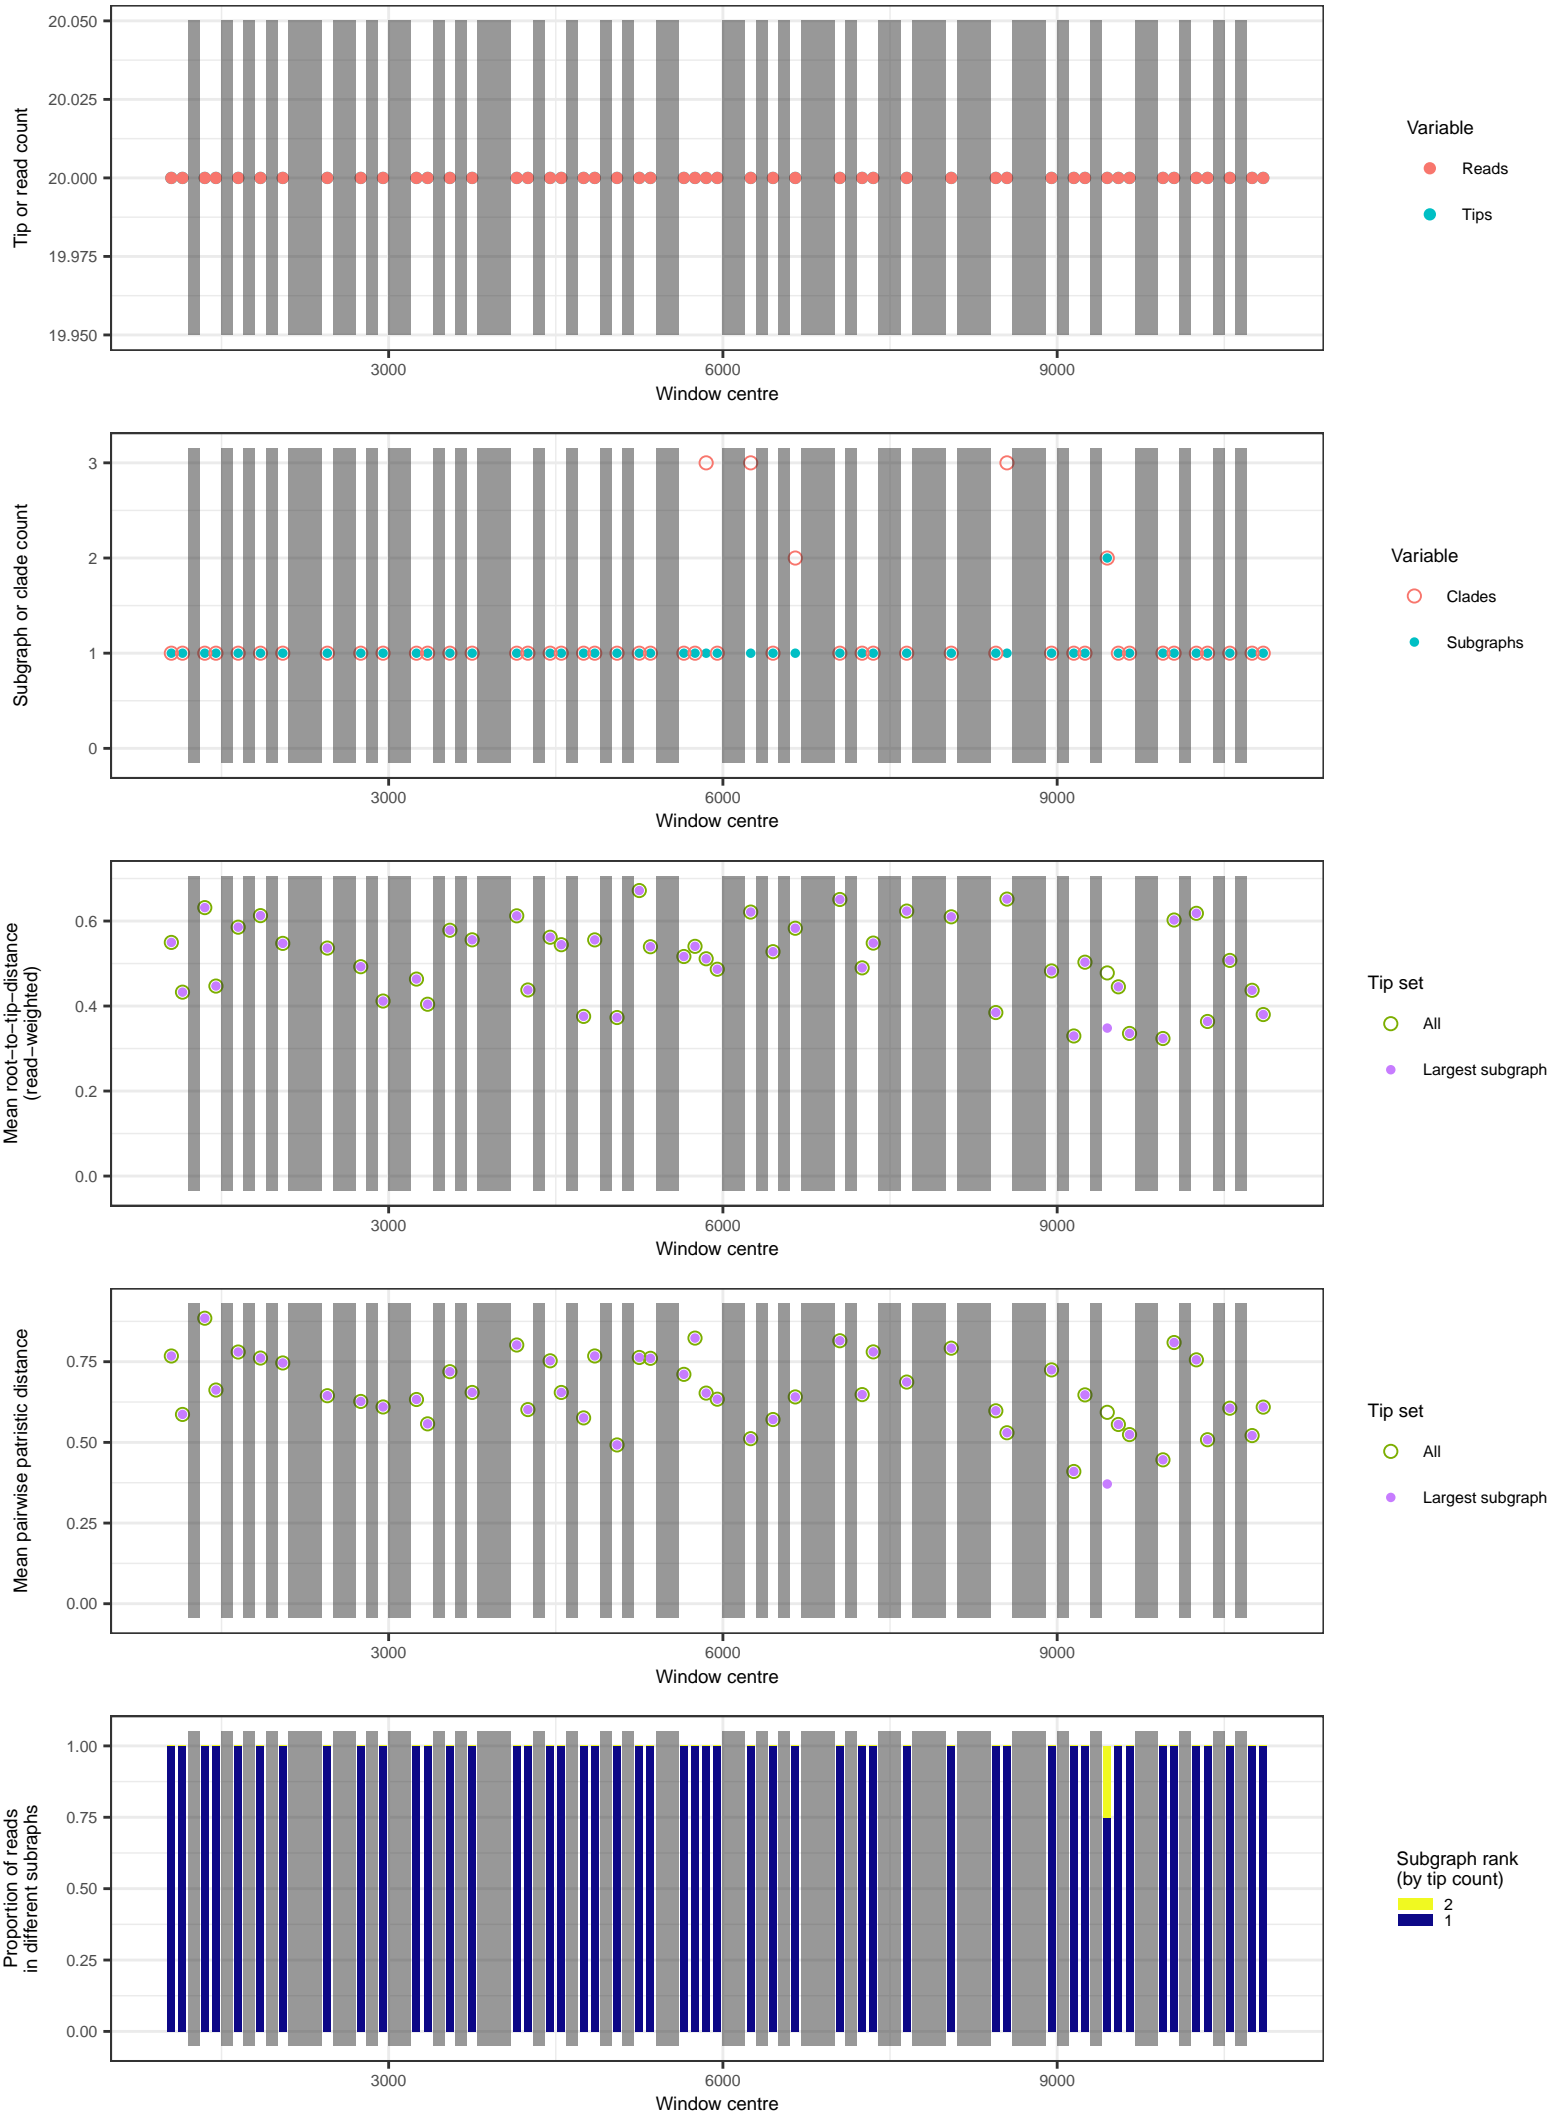 20.050
20.025
20.000
19.975
19.950
Tip or read count
3000
6000
9000
Window centre
Variable
Reads
Tips
3
2
1
0
Subgraph or clade count
3000
6000
9000
Window centre
Variable
Clades
Subgraphs
0.6
0.4
0.2
0.0
Mean root−to−tip−distance
(read−weighted)
3000
6000
9000
Window centre
Tip set
All
Largest subgraph
0.75
0.50
0.25
0.00
Mean pairwise patristic distance
3000
6000
9000
Window centre
Tip set
All
Largest subgraph
1.00
0.75
0.50
0.25
0.00
Proportion of reads
in different subraphs
3000
6000
9000
Window centre
Subgraph rank
(by tip count)
2
1